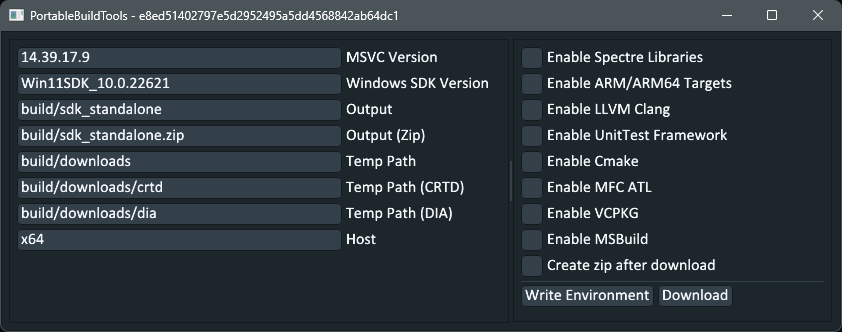 PortableBuildTools - e8ed51402797e5d2952495a5dd4568842ab64dc1
14.39.17.9 MSVC Version
Win11SDK_10.0.22621 Windows SDK Version
build/sdk_standalone Output
build/sdk_standalone.zip Output (Zip)
build/downloads Temp Path
build/downloads/crtd Temp Path (CRTD)
build/downloads/dia Temp Path (DIA)
x64 Host
Enable Spectre Libraries
Enable ARM/ARM64 Targets
Enable LLVM Clang
Enable UnitTest Framework
Enable Cmake
Enable MFC ATL
Enable VCPKG
Enable MSBuild
Create zip after download
Write Environment Download